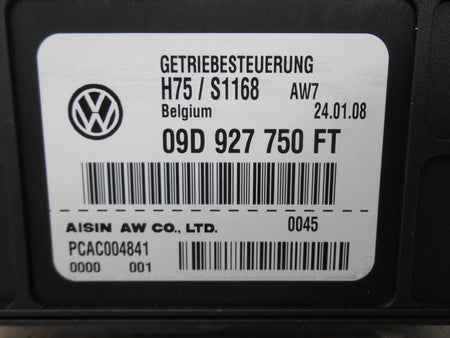 GETRIEBESTEUERUNG
H75 / S1168 AW7
Belgium 24.01.08
09D 927 750 FT
AISIN AW CO., LTD. 0045
PCAC004841
0000 001